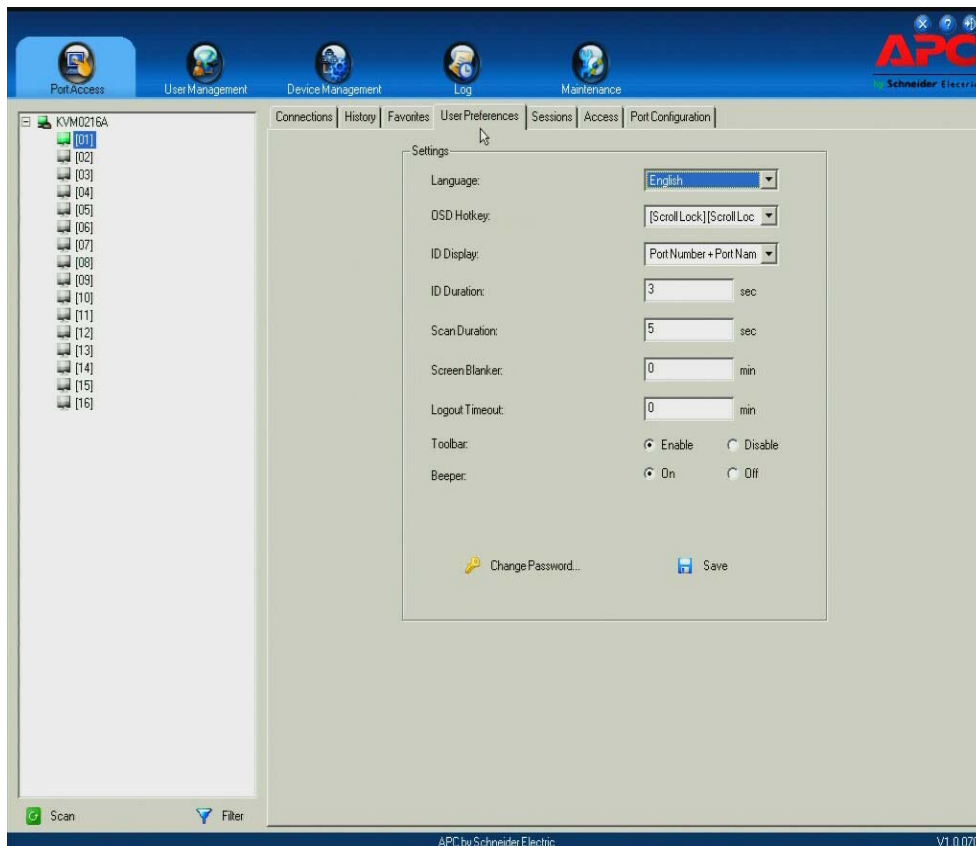 APC
by Schneider Electric
Port Access
User Management
Device Management
Log
Maintenance
KVM0216A
[01]
[02]
[03]
[04]
[05]
[06]
[07]
[08]
[09]
[10]
[11]
[12]
[13]
[14]
[15]
[16]
Scan
Filter
Connections
History
Favorites
User Preferences
Sessions
Access
Port Configuration
Settings
Language:
English
OSD Hotkey:
[Scroll Lock] [Scroll Loc
ID Display:
Port Number + Port Nam
ID Duration:
3 sec
Scan Duration:
5 sec
Screen Blanker:
0 min
Logout Timeout:
0 min
Toolbar:
Enable Disable
Beeper:
On Off
Change Password...
Save
APC by Schneider Electric
V1.0.070